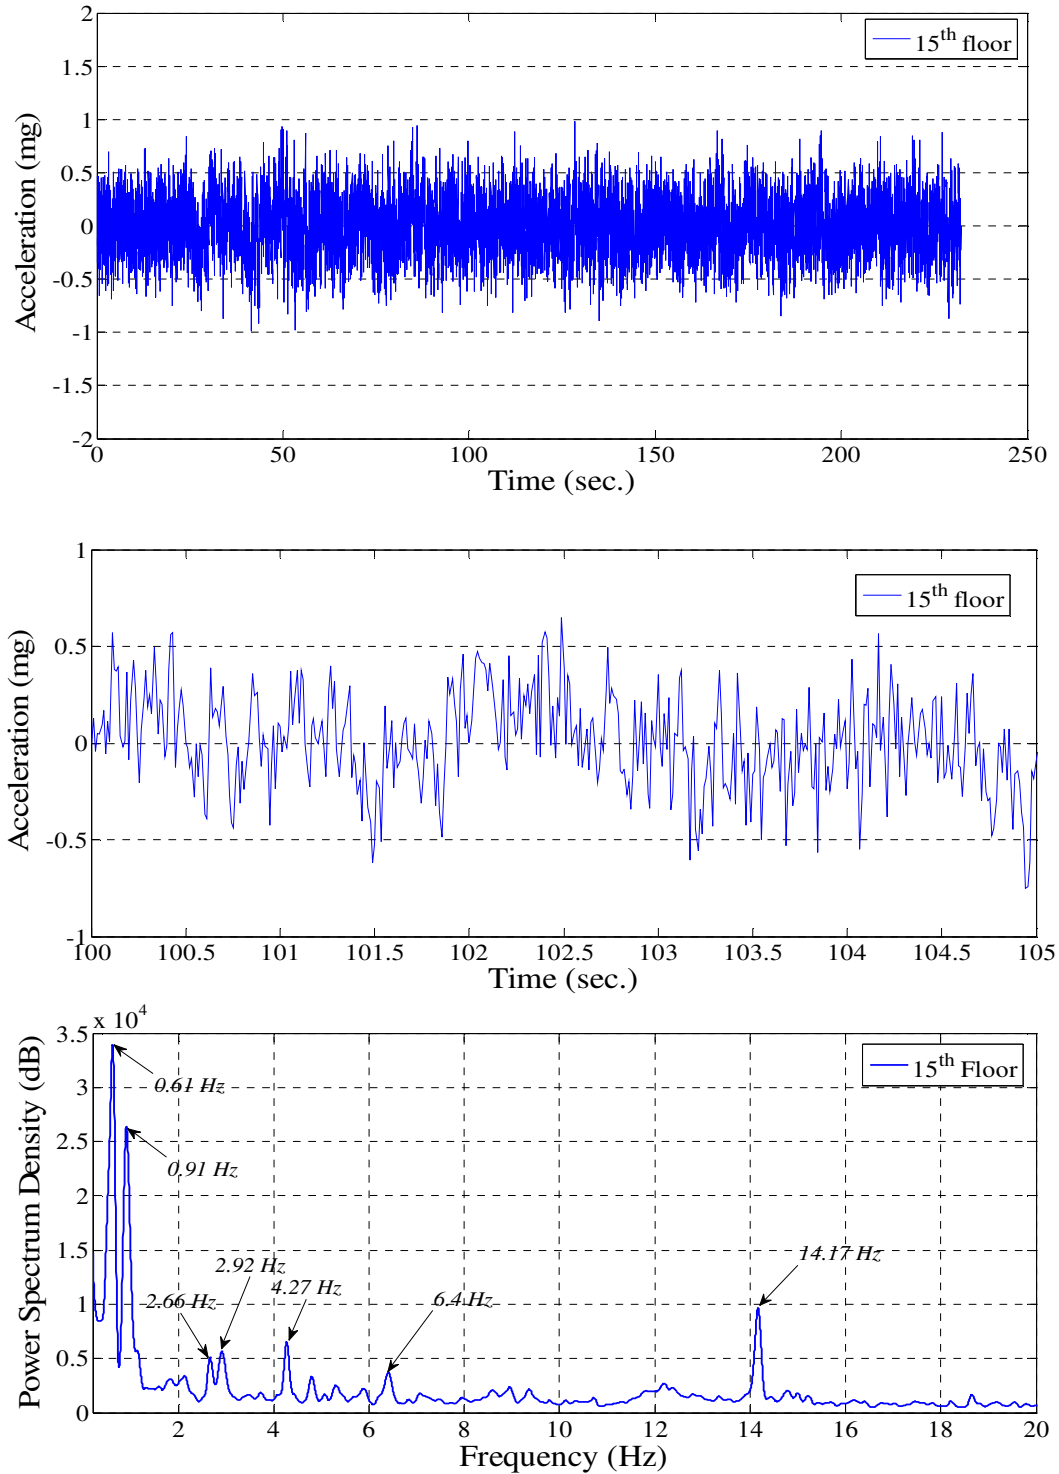 2
1.5
1
0.5
0
-0.5
-1
-1.5
-2
Acceleration (mg)
15th floor
0 50 100 150 200 250
Time (sec.)
1
0.5
0
-0.5
-1
Acceleration (mg)
15th floor
100 100.5 101 101.5 102 102.5 103 103.5 104 104.5 105
Time (sec.)
x 10^4
3.5
3
2.5
2
1.5
1
0.5
0
Power Spectrum Density (dB)
15th Floor
0.61 Hz
0.91 Hz
2.66 Hz
2.92 Hz
4.27 Hz
6.4 Hz
14.17 Hz
2 4 6 8 10 12 14 16 18 20
Frequency (Hz)